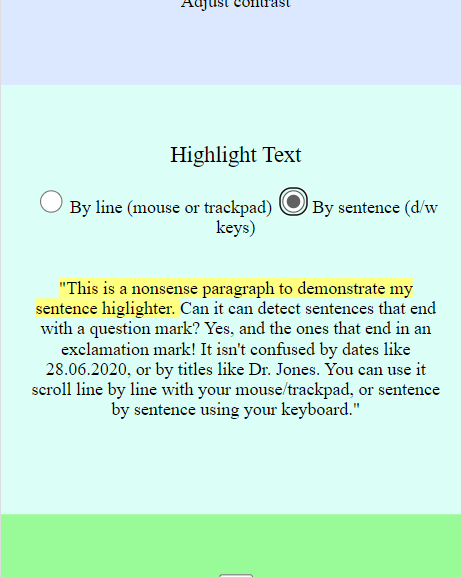 Adjust contrast
Highlight Text
By line (mouse or trackpad) By sentence (d/w
keys)
"This is a nonsense paragraph to demonstrate my
sentence higlighter. Can it can detect sentences that end
with a question mark? Yes, and the ones that end in an
exclamation mark! It isn't confused by dates like
28.06.2020, or by titles like Dr. Jones. You can use it
scroll line by line with your mouse/trackpad, or sentence
by sentence using your keyboard."